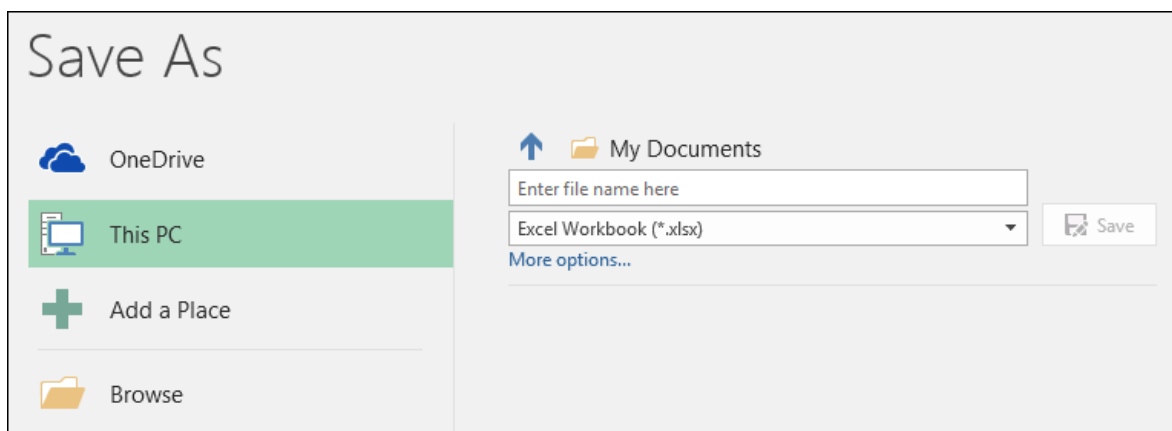 Save As
OneDrive
This PC
Add a Place
Browse
My Documents
Enter file name here
Excel Workbook (*.xlsx)
Save
More options...